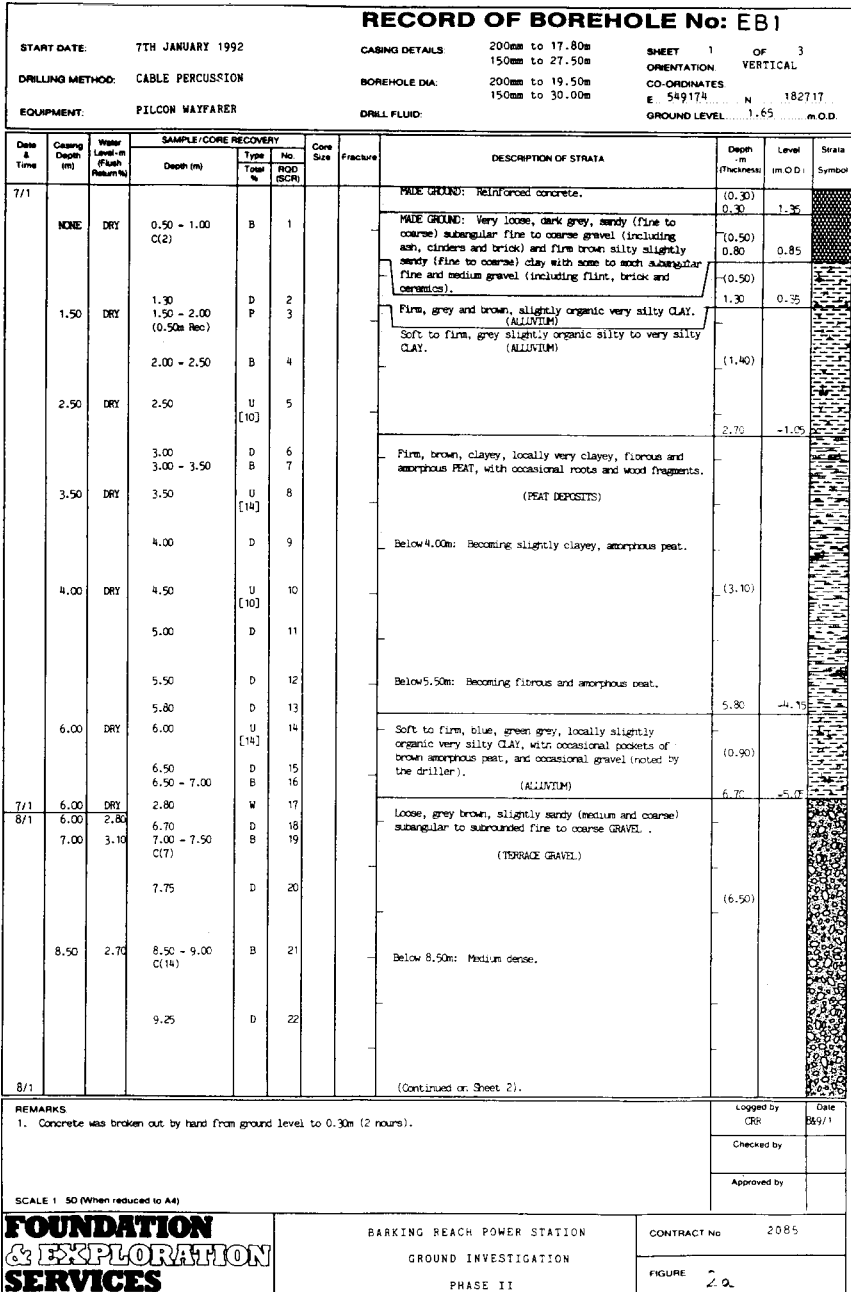 RECORD OF BOREHOLE No: EB1
START DATE: 7TH JANUARY 1992
DRILLING METHOD: CABLE PERCUSSION
EQUIPMENT: PILCON WAYFARER
CASING DETAILS: 200mm to 17.80m
150mm to 27.50m
BOREHOLE DIA: 200mm to 19.50m
150mm to 30.00m
DRILL FLUID:
SHEET 1 OF 3
ORIENTATION VERTICAL
CO-ORDINATES
E 549174 N 182717
GROUND LEVEL 1.65 m.O.D.
Date & Time
Casing Depth (m)
Water Level-m (Flush Return%)
SAMPLE/CORE RECOVERY
Depth (m)
Type
Total %
No.
RQD (SCR)
Core Size
Fracture
DESCRIPTION OF STRATA
Depth -m (Thickness)
Level (m.O.D)
Strata Symbol
7/1
MADE GROUND: Reinforced concrete.
(0.30)
0.30 1.35
NONE DRY 0.50 - 1.00 B 1
C(2)
MADE GROUND: Very loose, dark grey, sandy (fine to
coarse) subangular fine to coarse gravel (including
ash, cinders and brick) and firm brown silty slightly
sandy (fine to coarse) clay with some to much subangular
fine and medium gravel (including flint, brick and
ceramics).
(0.50)
0.80 0.85
(0.50)
1.30 0.35
1.30 D 2
1.50 DRY 1.50 - 2.00 P 3
(0.50m Rec)
Firm, grey and brown, slightly organic very silty CLAY.
(ALLUVIUM)
Soft to firm, grey slightly organic silty to very silty
CLAY. (ALLUVIUM)
2.00 - 2.50 B 4
(1.40)
2.50 DRY 2.50 U 5
[10]
2.70 -1.05
3.00 D 6
3.00 - 3.50 B 7
Firm, brown, clayey, locally very clayey, fibrous and
amorphous PEAT, with occasional roots and wood fragments.
3.50 DRY 3.50 U 8
[14]
(PEAT DEPOSITS)
4.00 D 9
Below 4.00m: Becoming slightly clayey, amorphous peat.
4.00 DRY 4.50 U 10
[10]
(3.10)
5.00 D 11
5.50 D 12
Below 5.50m: Becoming fibrous and amorphous peat.
5.80 D 13
5.80 -4.15
6.00 DRY 6.00 U 14
[14]
Soft to firm, blue, green grey, locally slightly
organic very silty CLAY, with occasional pockets of
brown amorphous peat, and occasional gravel (noted by
the driller).
(ALLUVIUM)
(0.90)
6.50 D 15
6.50 - 7.00 B 16
6.70 -5.05
7/1 6.00 DRY 2.80 W 17
8/1 6.00 2.80
6.70 D 18
7.00 3.10 7.00 - 7.50 B 19
C(7)
Loose, grey brown, slightly sandy (medium and coarse)
subangular to subrounded fine to coarse GRAVEL .
(TERRACE GRAVEL)
7.75 D 20
(6.50)
8.50 2.70 8.50 - 9.00 B 21
C(14)
Below 8.50m: Medium dense.
9.25 D 22
8/1
(Continued on Sheet 2).
REMARKS
1. Concrete was broken out by hand from ground level to 0.30m (2 hours).
SCALE 1 50 (When reduced to A4)
Logged by CRR
Date 8&9/1
Checked by
Approved by
FOUNDATION
& EXPLORATION
SERVICES
BARKING REACH POWER STATION
GROUND INVESTIGATION
PHASE II
CONTRACT No 2085
FIGURE 2a